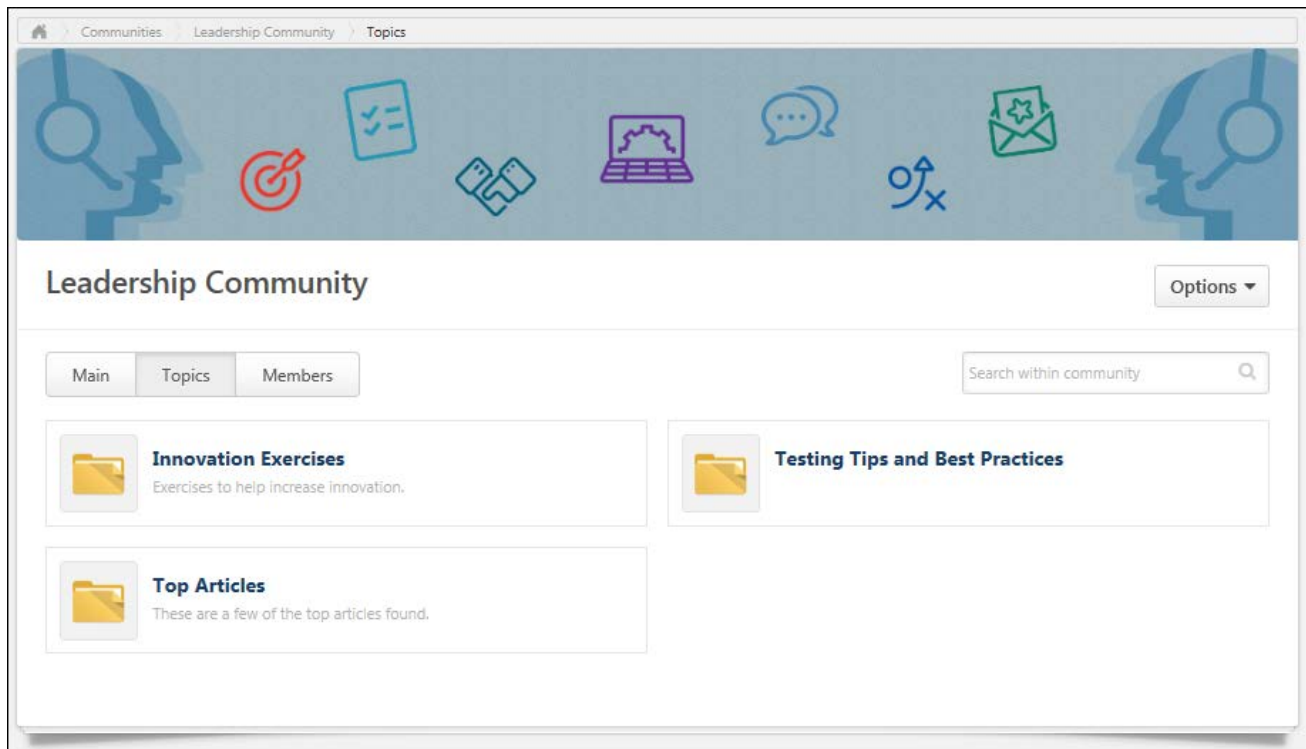 Communities Leadership Community Topics
Leadership Community
Options
Main Topics Members
Search within community
Innovation Exercises
Exercises to help increase innovation.
Testing Tips and Best Practices
Top Articles
These are a few of the top articles found.